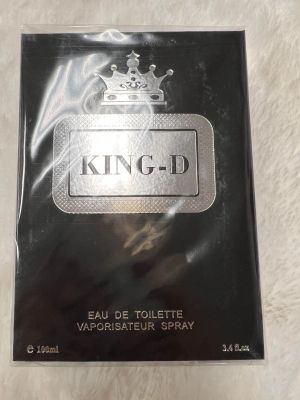 KING-D
EAU DE TOILETTE
VAPORISATEUR SPRAY
℮ 100ml 3.4 fl.oz